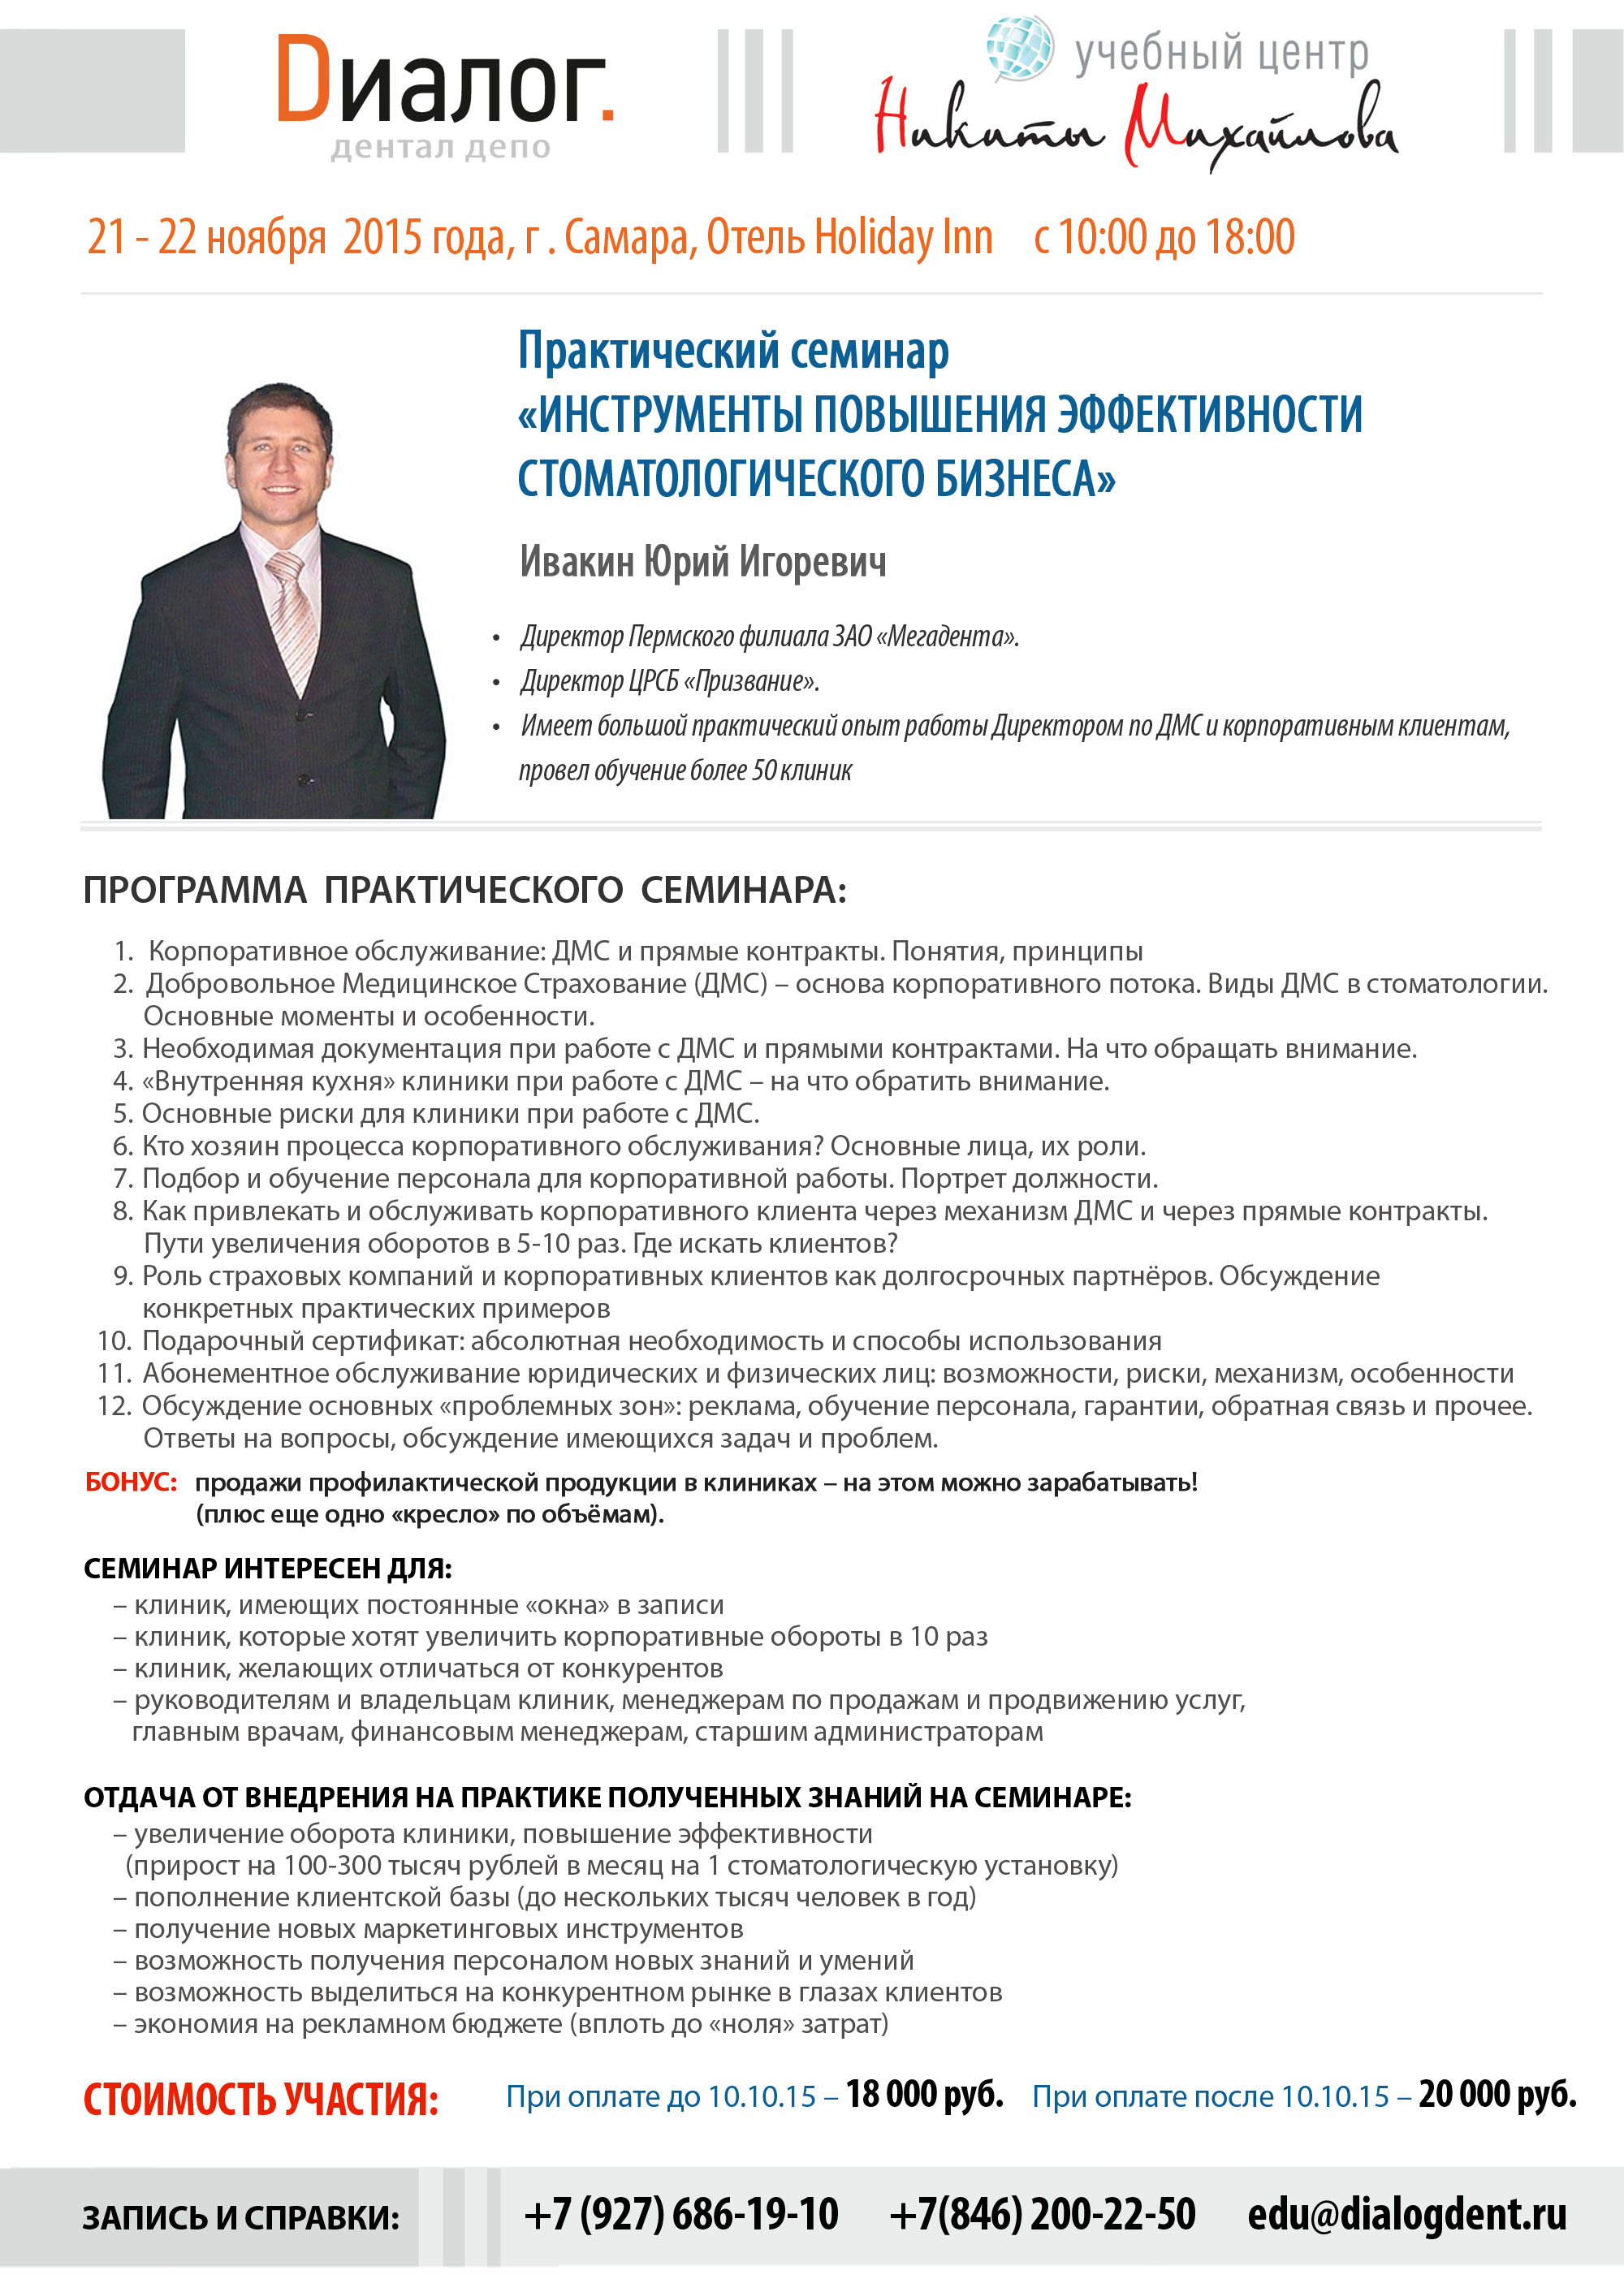 Dиалог.
дентал депо
учебный центр
Никиты Михайлова
21 - 22 ноября 2015 года, г . Самара, Отель Holiday Inn с 10:00 до 18:00
Практический семинар
«ИНСТРУМЕНТЫ ПОВЫШЕНИЯ ЭФФЕКТИВНОСТИ
СТОМАТОЛОГИЧЕСКОГО БИЗНЕСА»
Ивакин Юрий Игоревич
• Директор Пермского филиала ЗАО «Мегадента».
• Директор ЦРСБ «Призвание».
• Имеет большой практический опыт работы Директором по ДМС и корпоративным клиентам,
провел обучение более 50 клиник
ПРОГРАММА ПРАКТИЧЕСКОГО СЕМИНАРА:
1. Корпоративное обслуживание: ДМС и прямые контракты. Понятия, принципы
2. Добровольное Медицинское Страхование (ДМС) – основа корпоративного потока. Виды ДМС в стоматологии.
Основные моменты и особенности.
3. Необходимая документация при работе с ДМС и прямыми контрактами. На что обращать внимание.
4. «Внутренняя кухня» клиники при работе с ДМС – на что обратить внимание.
5. Основные риски для клиники при работе с ДМС.
6. Кто хозяин процесса корпоративного обслуживания? Основные лица, их роли.
7. Подбор и обучение персонала для корпоративной работы. Портрет должности.
8. Как привлекать и обслуживать корпоративного клиента через механизм ДМС и через прямые контракты.
Пути увеличения оборотов в 5-10 раз. Где искать клиентов?
9. Роль страховых компаний и корпоративных клиентов как долгосрочных партнёров. Обсуждение
конкретных практических примеров
10. Подарочный сертификат: абсолютная необходимость и способы использования
11. Абонементное обслуживание юридических и физических лиц: возможности, риски, механизм, особенности
12. Обсуждение основных «проблемных зон»: реклама, обучение персонала, гарантии, обратная связь и прочее.
Ответы на вопросы, обсуждение имеющихся задач и проблем.
БОНУС: продажи профилактической продукции в клиниках – на этом можно зарабатывать!
(плюс еще одно «кресло» по объёмам).
СЕМИНАР ИНТЕРЕСЕН ДЛЯ:
– клиник, имеющих постоянные «окна» в записи
– клиник, которые хотят увеличить корпоративные обороты в 10 раз
– клиник, желающих отличаться от конкурентов
– руководителям и владельцам клиник, менеджерам по продажам и продвижению услуг,
главным врачам, финансовым менеджерам, старшим администраторам
ОТДАЧА ОТ ВНЕДРЕНИЯ НА ПРАКТИКЕ ПОЛУЧЕННЫХ ЗНАНИЙ НА СЕМИНАРЕ:
– увеличение оборота клиники, повышение эффективности
(прирост на 100-300 тысяч рублей в месяц на 1 стоматологическую установку)
– пополнение клиентской базы (до нескольких тысяч человек в год)
– получение новых маркетинговых инструментов
– возможность получения персоналом новых знаний и умений
– возможность выделиться на конкурентном рынке в глазах клиентов
– экономия на рекламном бюджете (вплоть до «ноля» затрат)
СТОИМОСТЬ УЧАСТИЯ: При оплате до 10.10.15 – 18 000 руб. При оплате после 10.10.15 – 20 000 руб.
ЗАПИСЬ И СПРАВКИ: +7 (927) 686-19-10 +7(846) 200-22-50 edu@dialogdent.ru